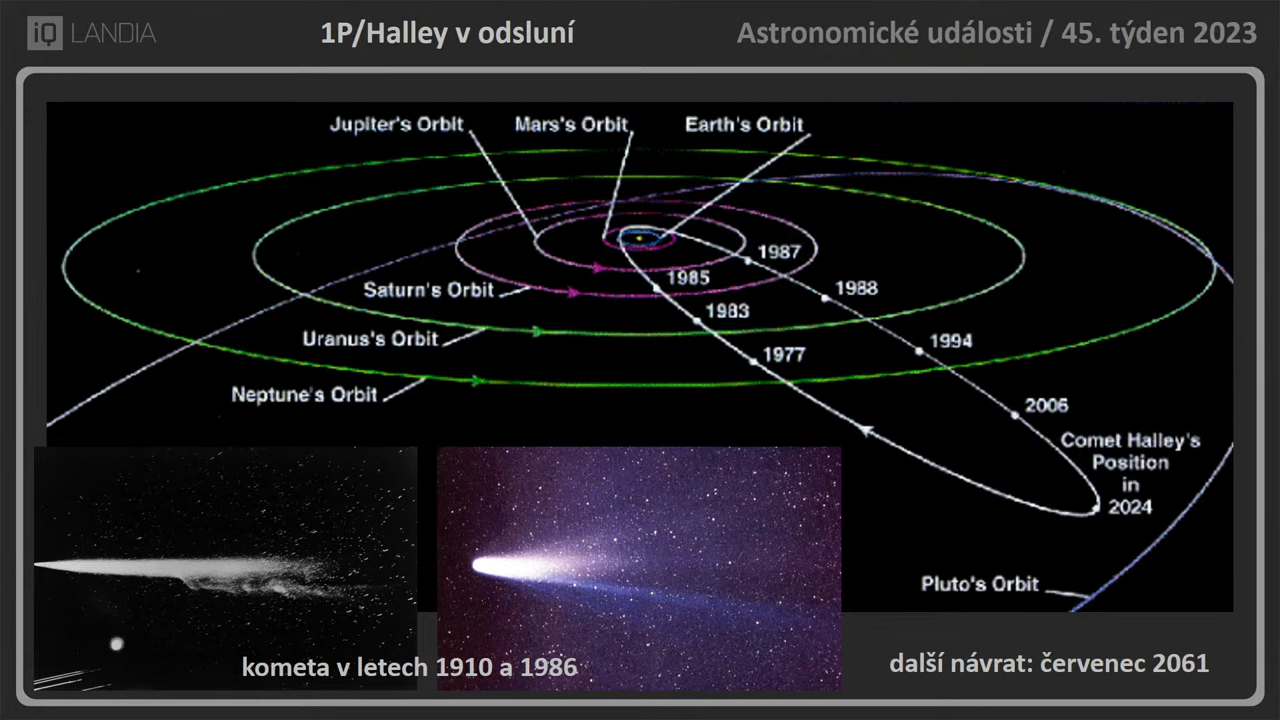 iQ LANDIA
1P/Halley v odsluní
Astronomické události / 45. týden 2023
Jupiter's Orbit
Mars's Orbit
Earth's Orbit
1987
1985
1988
Saturn's Orbit
1983
Uranus's Orbit
1994
1977
Neptune's Orbit
2006
Comet Halley's
Position
in
2024
Pluto's Orbit
kometa v letech 1910 a 1986
další návrat: červenec 2061